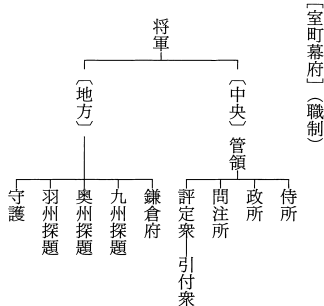 ［室町幕府］（職制）
将軍
〔中央〕管領
侍所
政所
問注所
評定衆
引付衆
〔地方〕
鎌倉府
九州探題
奥州探題
羽州探題
守護